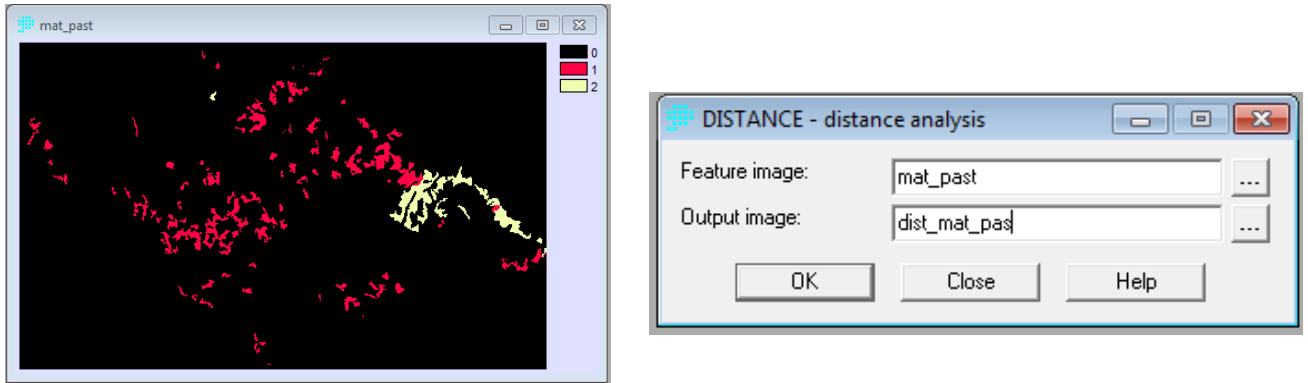 mat_past
0
1
2
DISTANCE - distance analysis
Feature image:
mat_past
...
Output image:
dist_mat_pas
...
OK
Close
Help